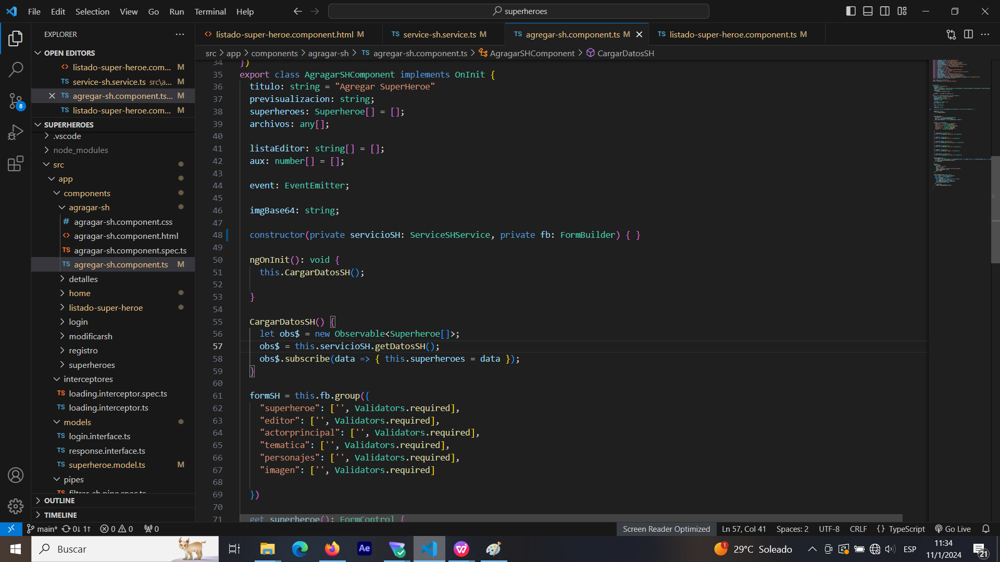 File Edit Selection View Go Run Terminal Help
superheroes
EXPLORER
OPEN EDITORS
listado-super-heroe.com... M
service-sh.service.ts src\a... M
agregar-sh.component.ts... M
listado-super-heroe.com... M
SUPERHEROES
.vscode
node_modules
src
app
components
agragar-sh
agragar-sh.component.css
agragar-sh.component.html
TS agragar-sh.component.spec.ts
TS agregar-sh.component.ts M
detalles
home
listado-super-heroe
login
modificarsh
registro
superheroes
interceptores
TS loading.interceptor.spec.ts
TS loading.interceptor.ts
models
TS login.interface.ts
TS response.interface.ts
TS superheroe.model.ts M
pipes
TS filtrar-sh.pipe.spec.ts
OUTLINE
TIMELINE
listado-super-heroe.component.html M
TS service-sh.service.ts M
TS agregar-sh.component.ts M
TS listado-super-heroe.component.ts M
src > app > components > agragar-sh > TS agregar-sh.component.ts > AgragarSHComponent > CargarDatosSH
34 })
35 export class AgragarSHComponent implements OnInit {
36 titulo: string = "Agregar SuperHeroe"
37 previsualizacion: string;
38 superheroes: Superheroe[] = [];
39 archivos: any[];
40
41 listaEditor: string[] = [];
42 aux: number[] = [];
43
44 event: EventEmitter;
45
46 imgBase64: string;
47
48 constructor(private servicioSH: ServiceSHService, private fb: FormBuilder) { }
49
50 ngOnInit(): void {
51 this.CargarDatosSH();
52
53 }
54
55 CargarDatosSH() {
56 let obs$ = new Observable<Superheroe[]>;
57 obs$ = this.servicioSH.getDatosSH();
58 obs$.subscribe(data => { this.superheroes = data });
59 }
60
61 formSH = this.fb.group({
62 "superheroe": ['', Validators.required],
63 "editor": ['', Validators.required],
64 "actorprincipal": ['', Validators.required],
65 "tematica": ['', Validators.required],
66 "personajes": ['', Validators.required],
67 "imagen": ['', Validators.required]
68
69 })
70
71 get superheroe(): FormControl {
main* 0↓ 1↑ 0 0 0
Screen Reader Optimized Ln 57, Col 41 Spaces: 2 UTF-8 CRLF {} TypeScript Go Live
Buscar
Ae
29°C Soleado
ESP
11:34
11/1/2024
21